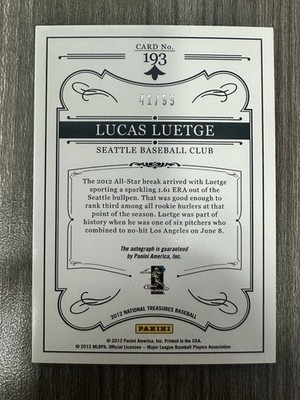 CARD No.
193
41/99
LUCAS LUETGE
SEATTLE BASEBALL CLUB
The 2012 All-Star break arrived with Luetge
sporting a sparkling 1.61 ERA out of the
Seattle bullpen. That was good enough to
rank third among all rookie hurlers at that
point of the season. Luetge was part of
history when he was one of six pitchers who
combined to no-hit Los Angeles on June 8.
The autograph is guaranteed
by Panini America, Inc.
2012 NATIONAL TREASURES BASEBALL
PANINI
© 2012 Panini America, Inc. Printed in the USA.
© 2012 MLBPA. Official Licensee – Major League Baseball Players Association